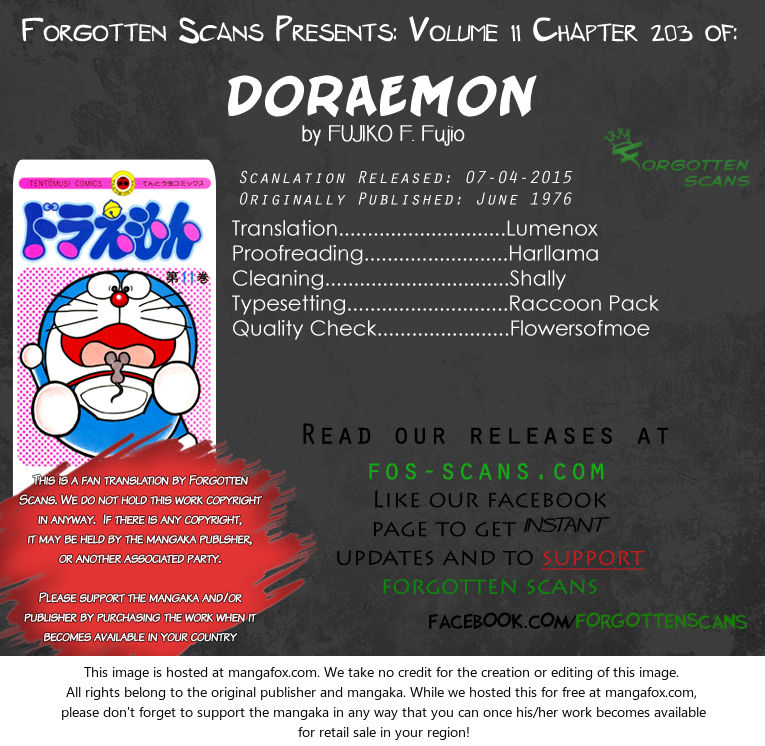 Forgotten Scans Presents: Volume 11 Chapter 203 of:
DORAEMON
by FUJIKO F. Fujio
FORGOTTEN
SCANS
Scanlation Released: 07-04-2015
Originally Published: June 1976
TENTOMUSI COMICS てんとう虫コミックス
ドラえもん
第11巻
Translation.............................Lumenox
Proofreading.........................Harllama
Cleaning................................Shally
Typesetting............................Raccoon Pack
Quality Check.......................Flowersofmoe
Read our releases at
fos-scans.com
Like our facebook
page to get INSTANT
updates and to support
forgotten scans
facebook.com/forgottenscans
This is a fan translation by Forgotten
Scans. We do not hold this work copyright
in anyway. If there is any copyright,
it may be held by the mangaka publsher,
or another associated party.
Please support the mangaka and/or
publisher by purchasing the work when it
becomes available in your country
This image is hosted at mangafox.com. We take no credit for the creation or editing of this image.
All rights belong to the original publisher and mangaka. While we hosted this for free at mangafox.com,
please don't forget to support the mangaka in any way that you can once his/her work becomes available
for retail sale in your region!